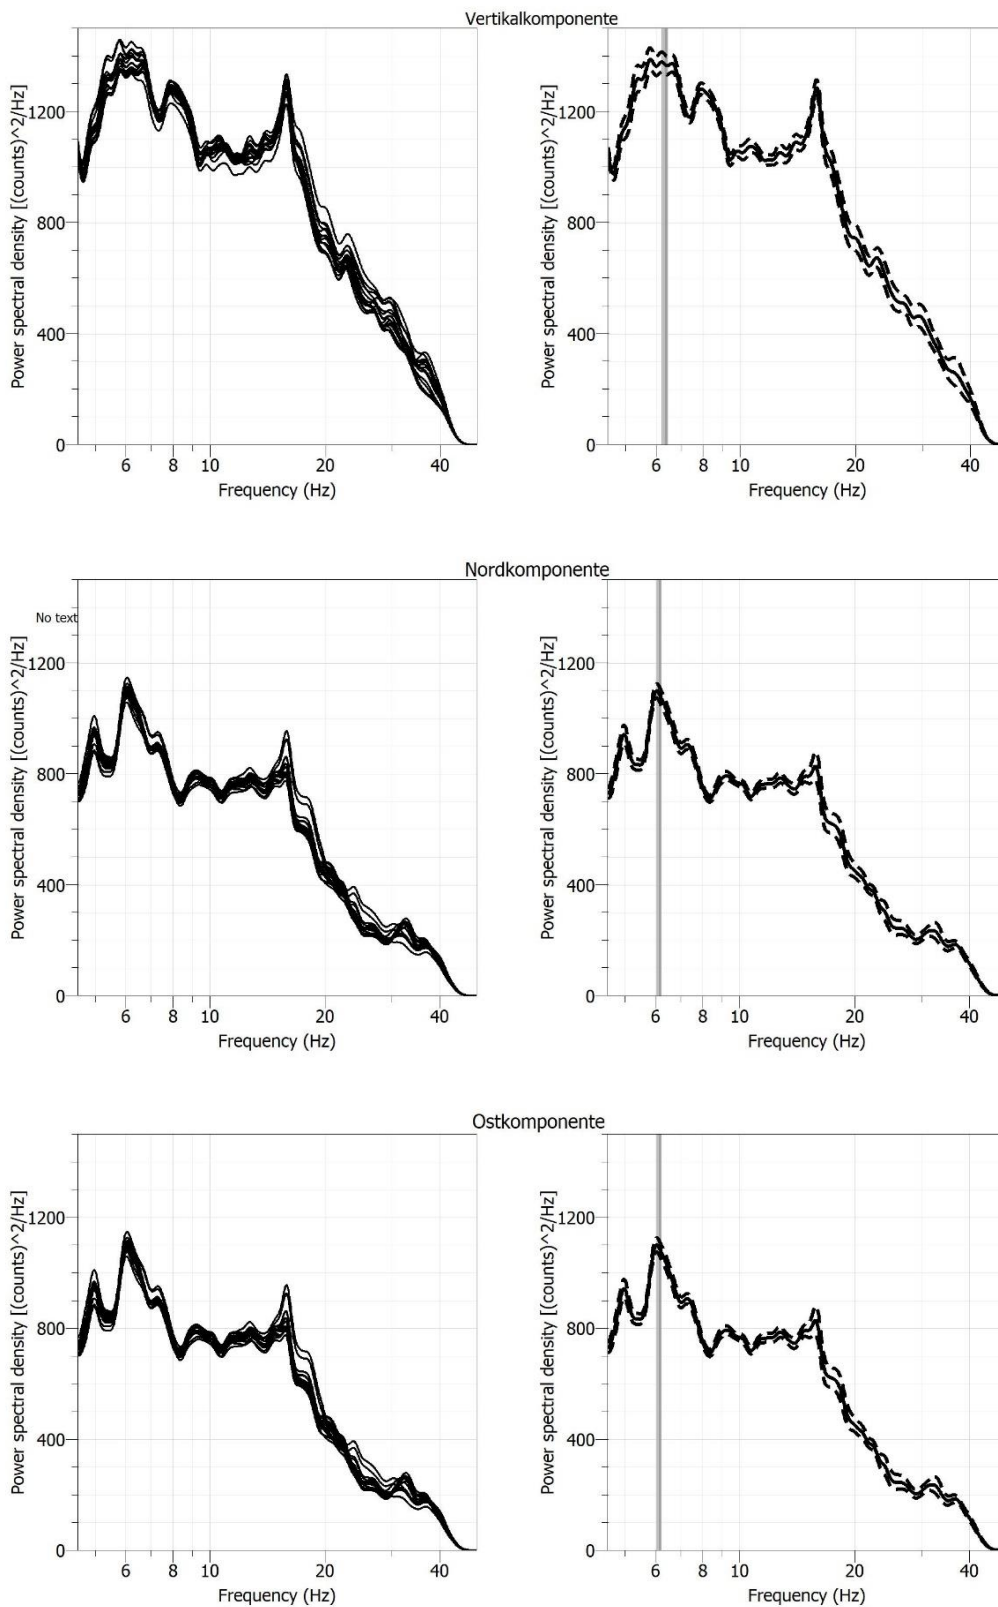 Vertikalkomponente
Power spectral density [(counts)^2/Hz]
1200
800
400
0
6 8 10 20 40
Frequency (Hz)
Power spectral density [(counts)^2/Hz]
1200
800
400
0
6 8 10 20 40
Frequency (Hz)
Nordkomponente
No text
Power spectral density [(counts)^2/Hz]
1200
800
400
0
6 8 10 20 40
Frequency (Hz)
Power spectral density [(counts)^2/Hz]
1200
800
400
0
6 8 10 20 40
Frequency (Hz)
Ostkomponente
Power spectral density [(counts)^2/Hz]
1200
800
400
0
6 8 10 20 40
Frequency (Hz)
Power spectral density [(counts)^2/Hz]
1200
800
400
0
6 8 10 20 40
Frequency (Hz)